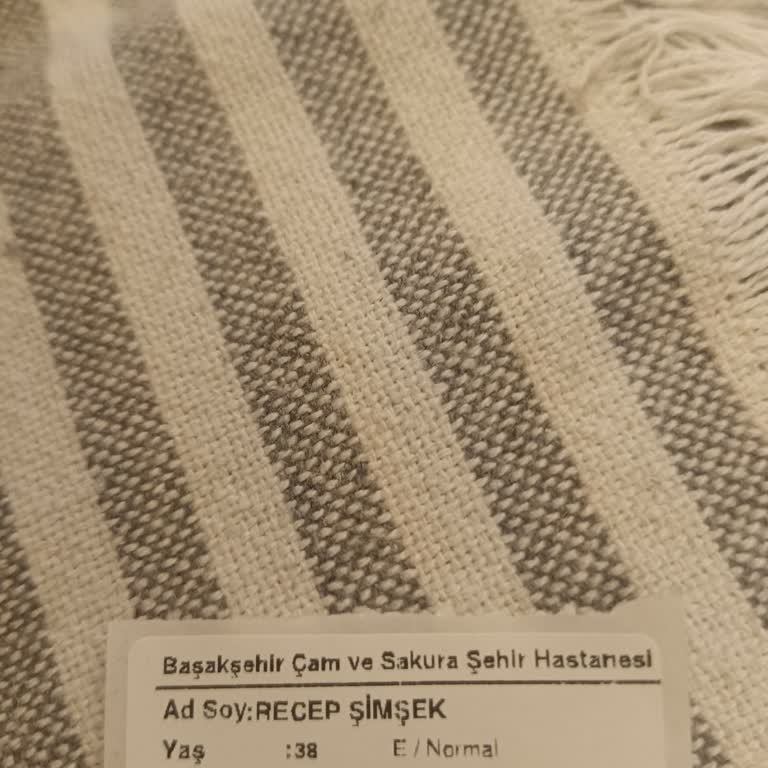 Başakşehir Çam ve Sakura Şehir Hastanesi
Ad Soy:RECEP ŞİMŞEK
Yaş :38 E / Normal